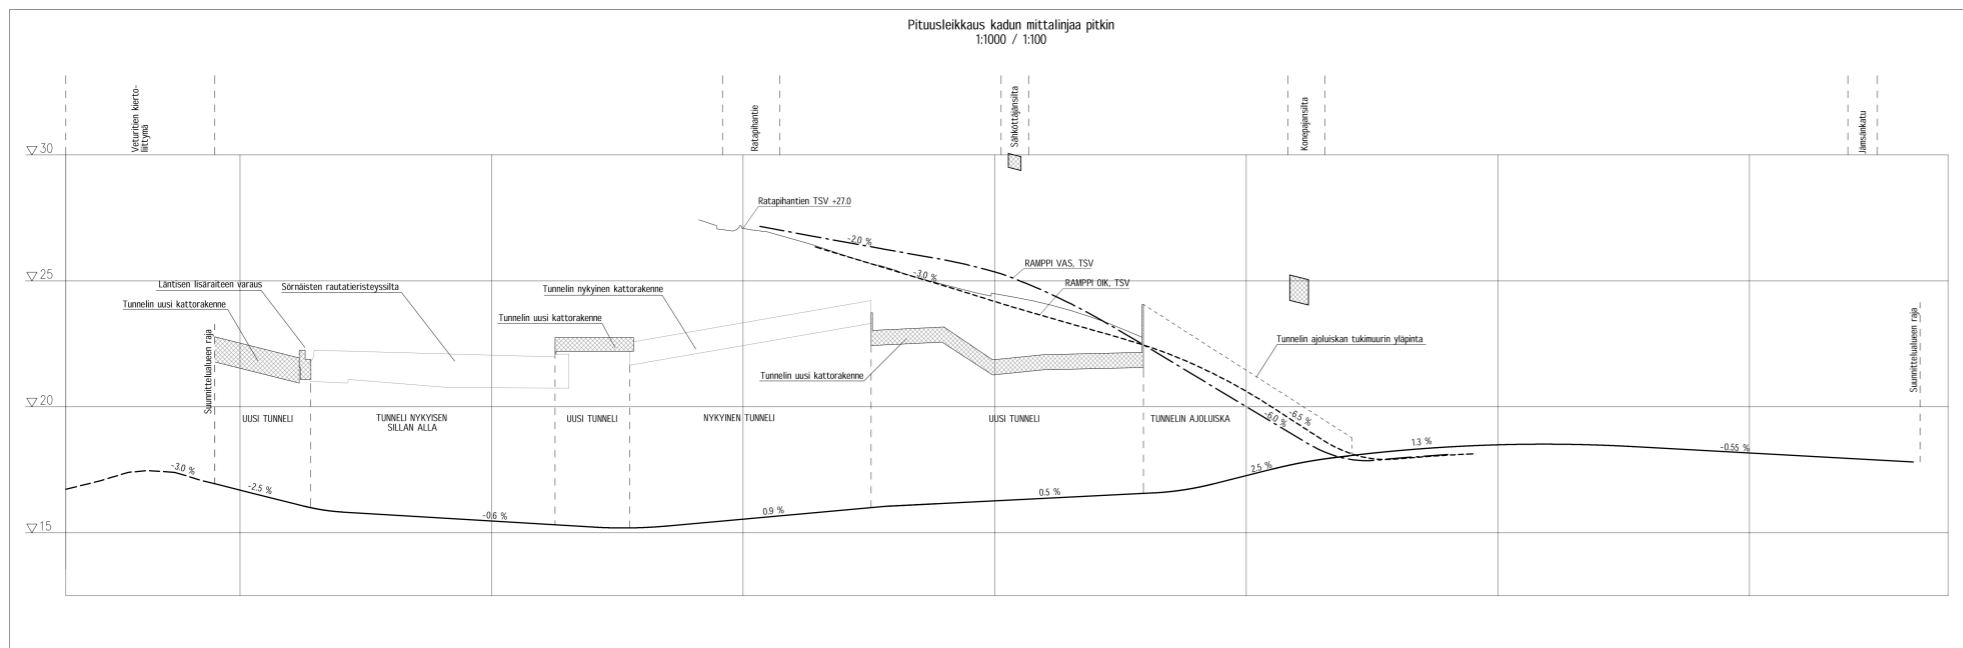 Pituusleikkaus kadun mittalinjaa pitkin
1:1000 / 1:100
Veturitien kierto-
liittymä
Ratapihantie
Sähköttäjänsilta
Konepajansilta
Jämsänkatu
30
Ratapihantien TSV +27.0
-2.0 %
RAMPPI VAS, TSV
25
-3.0 %
RAMPPI OIK, TSV
Läntisen lisäraiteen varaus
Sörnäisten rautatieristeyssilta
Tunnelin nykyinen kattorakenne
Tunnelin uusi kattorakenne
Tunnelin uusi kattorakenne
Tunnelin ajoluiskan tukimuurin yläpinta
Tunnelin uusi kattorakenne
Suunnittelualueen raja
Suunnittelualueen raja
20
UUSI TUNNELI
TUNNELI NYKYISEN
SILLAN ALLA
UUSI TUNNELI
NYKYINEN TUNNELI
UUSI TUNNELI
TUNNELIN AJOLUISKA
-6.0 %
-6.5 %
1.3 %
-0.55 %
-3.0 %
2.5 %
-2.5 %
0.5 %
-0.6 %
0.9 %
15